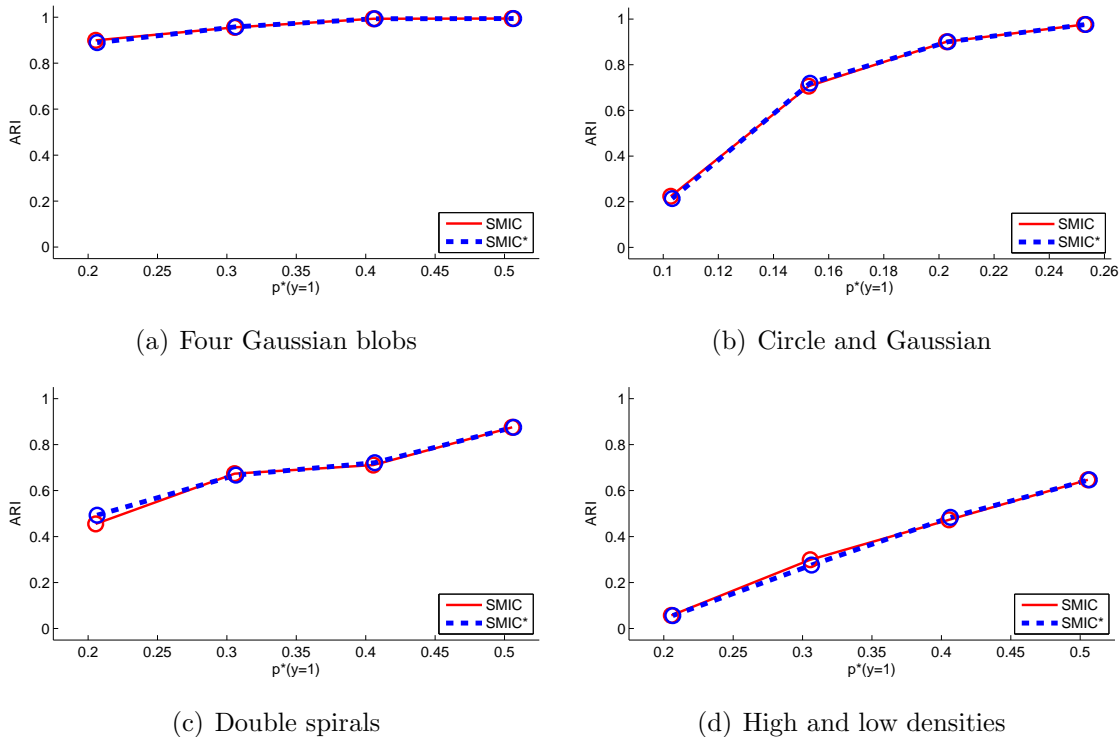 1
0.8
0.6
0.4
0.2
0
ARI
SMIC
SMIC*
0.2 0.25 0.3 0.35 0.4 0.45 0.5
p*(y=1)
(a) Four Gaussian blobs
1
0.8
0.6
0.4
0.2
0
ARI
SMIC
SMIC*
0.1 0.12 0.14 0.16 0.18 0.2 0.22 0.24 0.26
p*(y=1)
(b) Circle and Gaussian
1
0.8
0.6
0.4
0.2
0
ARI
SMIC
SMIC*
0.2 0.25 0.3 0.35 0.4 0.45 0.5
p*(y=1)
(c) Double spirals
1
0.8
0.6
0.4
0.2
0
ARI
SMIC
SMIC*
0.2 0.25 0.3 0.35 0.4 0.45 0.5
p*(y=1)
(d) High and low densities